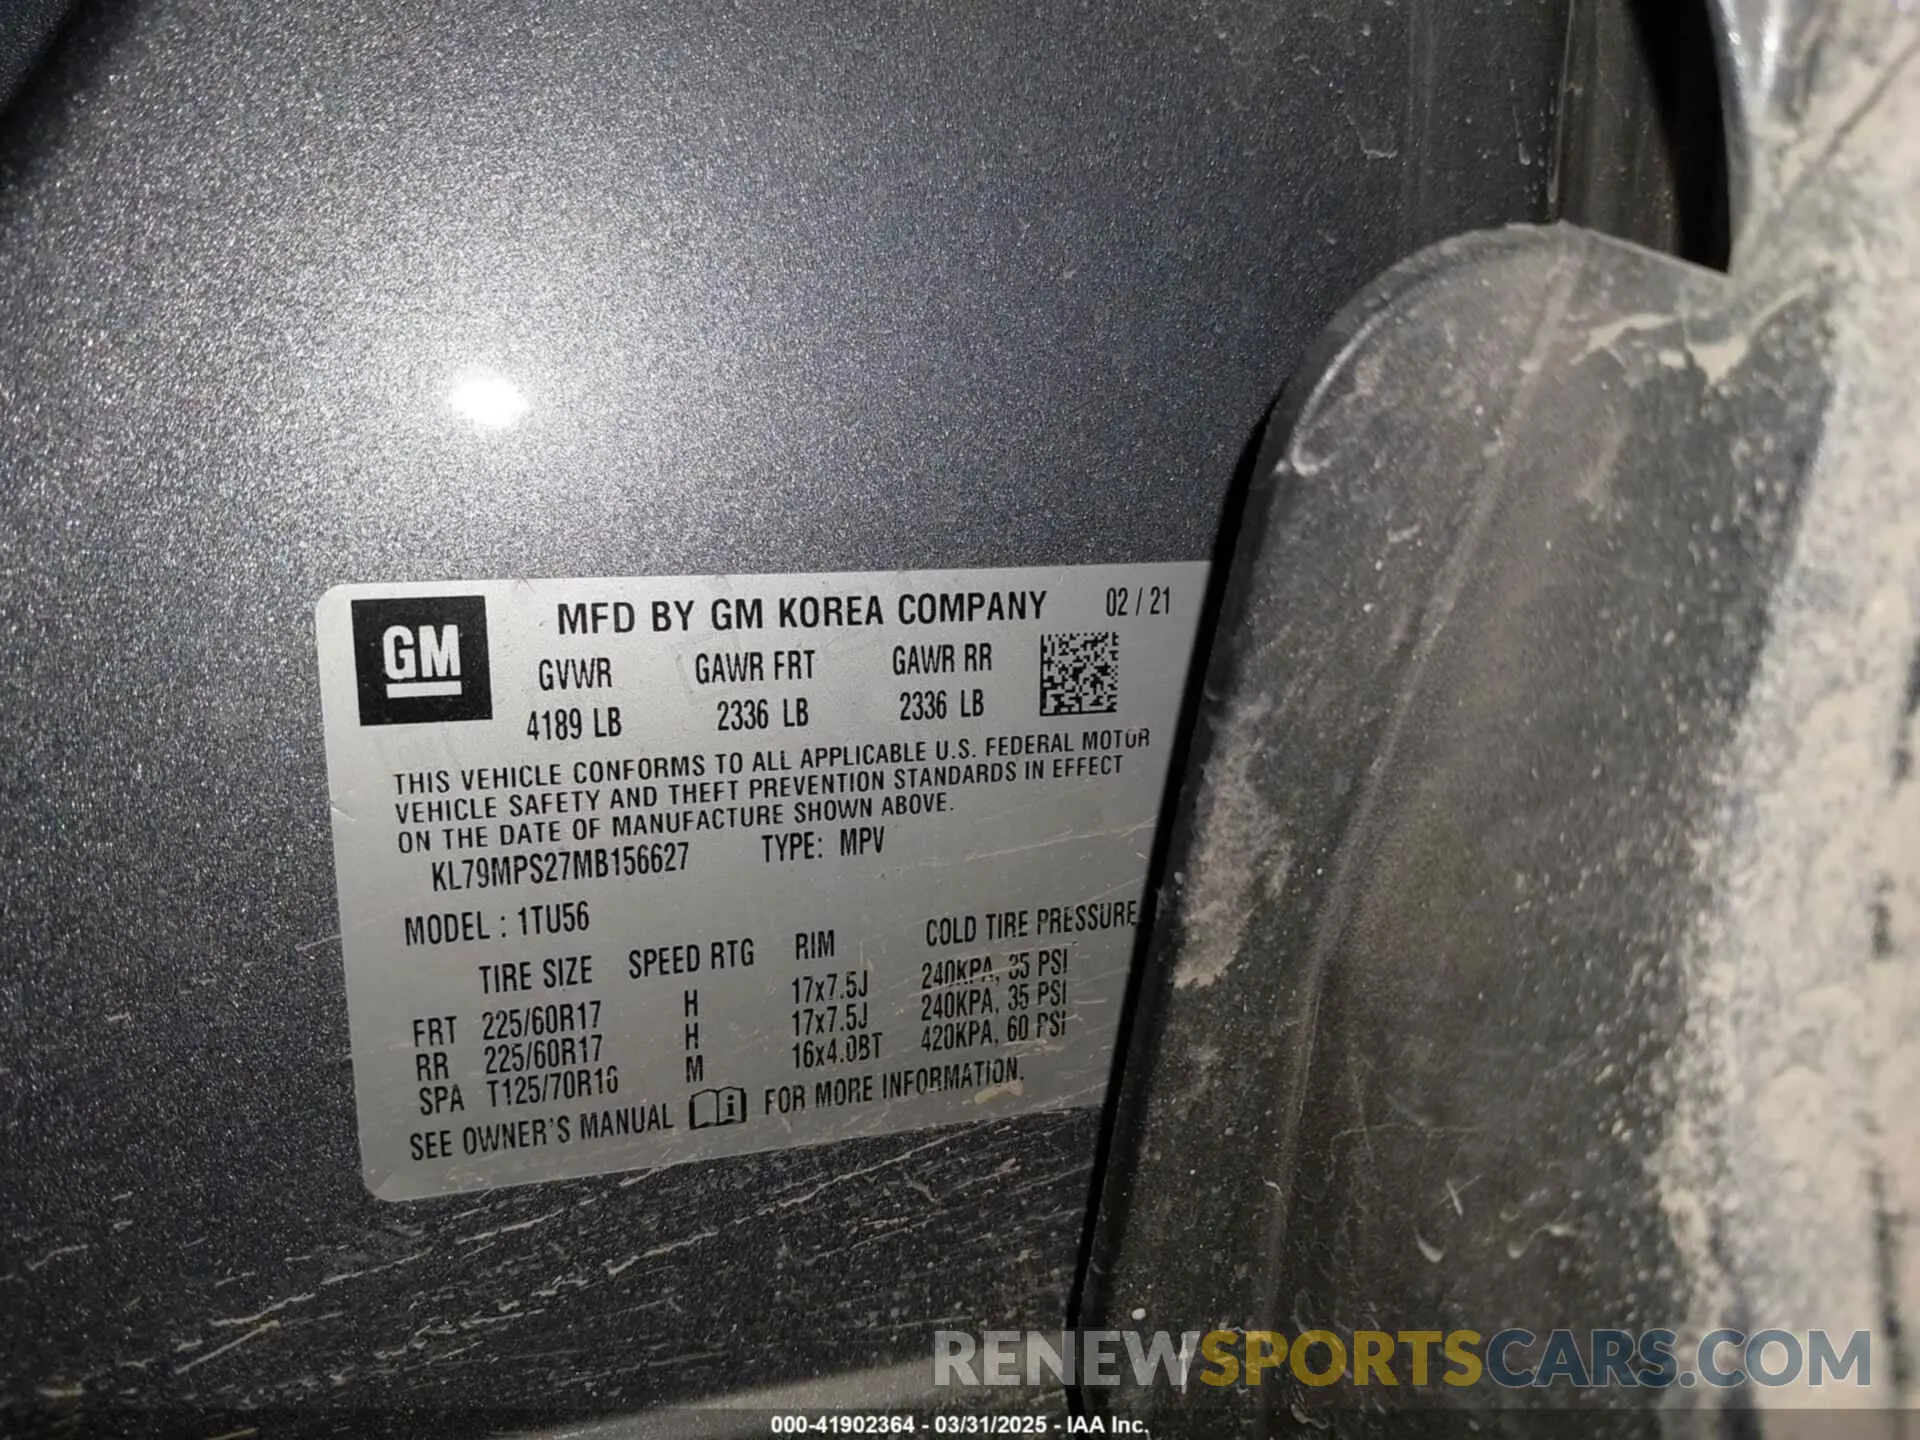 GM
MFD BY GM KOREA COMPANY 02 / 21
GVWR GAWR FRT GAWR RR
4189 LB 2336 LB 2336 LB
THIS VEHICLE CONFORMS TO ALL APPLICABLE U.S. FEDERAL MOTOR
VEHICLE SAFETY AND THEFT PREVENTION STANDARDS IN EFFECT
ON THE DATE OF MANUFACTURE SHOWN ABOVE.
KL79MPS27MB156627 TYPE: MPV
MODEL : 1TU56
TIRE SIZE SPEED RTG RIM COLD TIRE PRESSURE
FRT 225/60R17 H 17x7.5J 240KPA, 35 PSI
RR 225/60R17 H 17x7.5J 240KPA, 35 PSI
SPA T125/70R16 M 16x4.0BT 420KPA, 60 PSI
SEE OWNER'S MANUAL i FOR MORE INFORMATION.
RENEWSPORTSCARS.COM
000-41902364 - 03/31/2025 - IAA Inc.